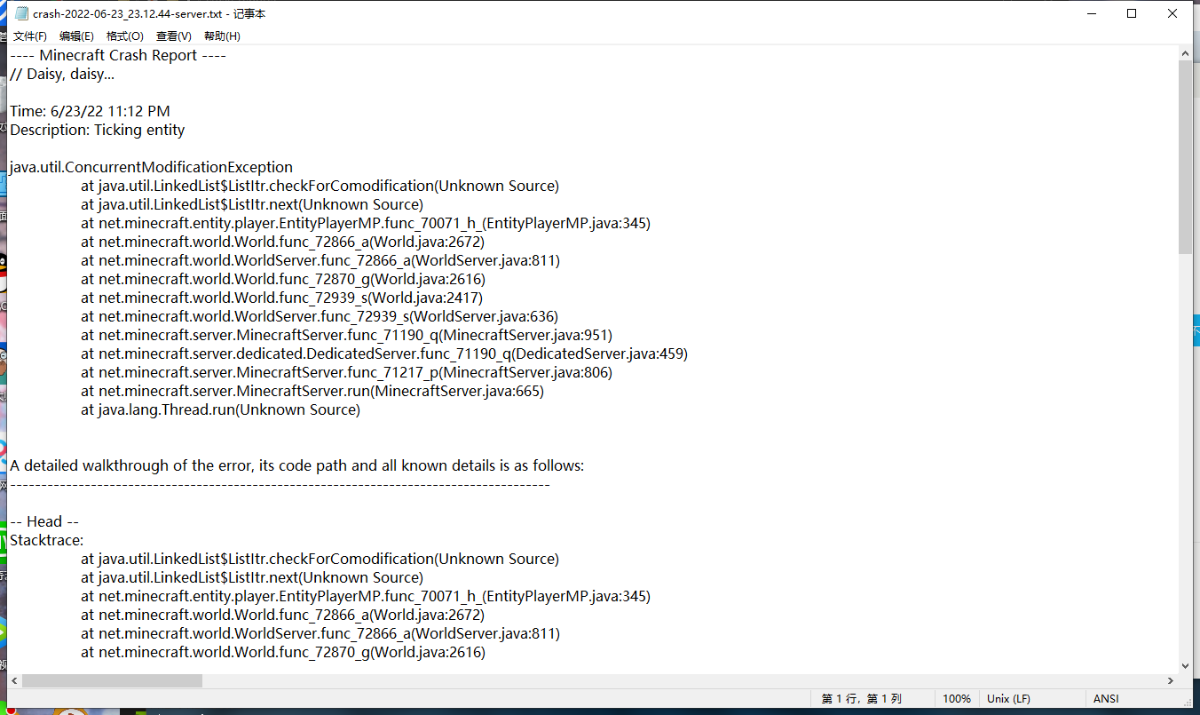 crash-2022-06-23_23.12.44-server.txt - 记事本
文件(F) 编辑(E) 格式(O) 查看(V) 帮助(H)
---- Minecraft Crash Report ----
// Daisy, daisy...
Time: 6/23/22 11:12 PM
Description: Ticking entity
java.util.ConcurrentModificationException
at java.util.LinkedList$ListItr.checkForComodification(Unknown Source)
at java.util.LinkedList$ListItr.next(Unknown Source)
at net.minecraft.entity.player.EntityPlayerMP.func_70071_h_(EntityPlayerMP.java:345)
at net.minecraft.world.World.func_72866_a(World.java:2672)
at net.minecraft.world.WorldServer.func_72866_a(WorldServer.java:811)
at net.minecraft.world.World.func_72870_g(World.java:2616)
at net.minecraft.world.World.func_72939_s(World.java:2417)
at net.minecraft.world.WorldServer.func_72939_s(WorldServer.java:636)
at net.minecraft.server.MinecraftServer.func_71190_q(MinecraftServer.java:951)
at net.minecraft.server.dedicated.DedicatedServer.func_71190_q(DedicatedServer.java:459)
at net.minecraft.server.MinecraftServer.func_71217_p(MinecraftServer.java:806)
at net.minecraft.server.MinecraftServer.run(MinecraftServer.java:665)
at java.lang.Thread.run(Unknown Source)
A detailed walkthrough of the error, its code path and all known details is as follows:
---------------------------------------------------------------------------------------
-- Head --
Stacktrace:
at java.util.LinkedList$ListItr.checkForComodification(Unknown Source)
at java.util.LinkedList$ListItr.next(Unknown Source)
at net.minecraft.entity.player.EntityPlayerMP.func_70071_h_(EntityPlayerMP.java:345)
at net.minecraft.world.World.func_72866_a(World.java:2672)
at net.minecraft.world.WorldServer.func_72866_a(WorldServer.java:811)
at net.minecraft.world.World.func_72870_g(World.java:2616)
第 1 行，第 1 列 100% Unix (LF) ANSI